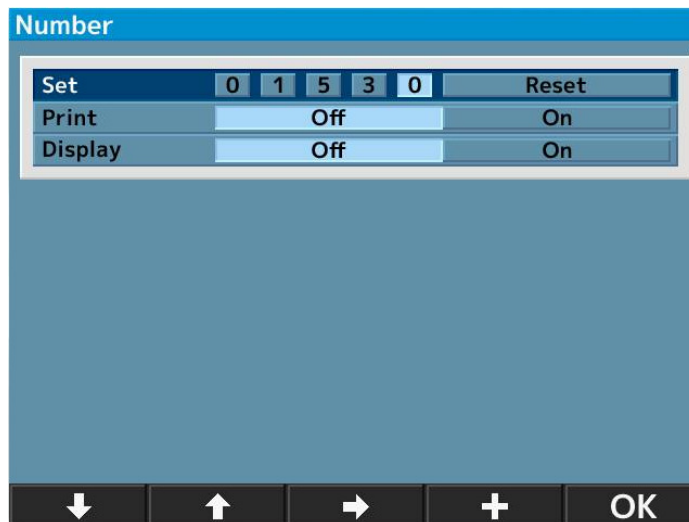 Number
Set 0 1 5 3 0 Reset
Print Off On
Display Off On
OK